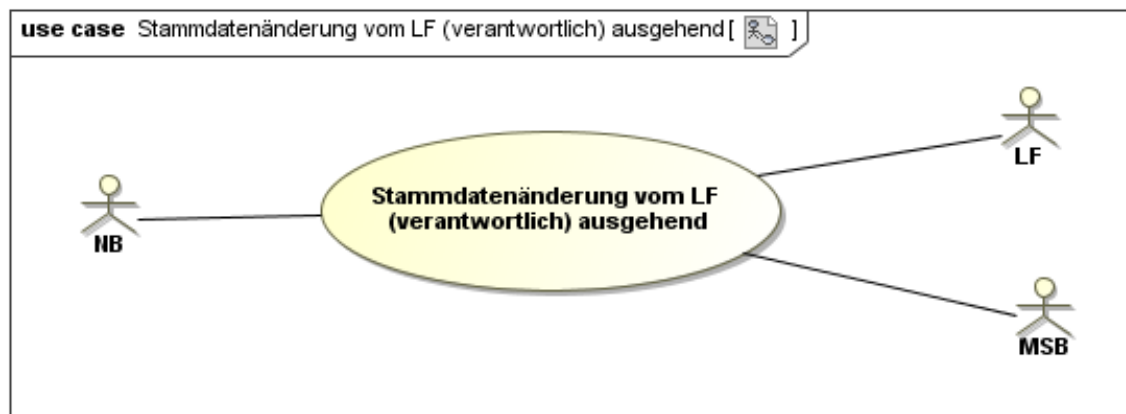 use case Stammdatenänderung vom LF (verantwortlich) ausgehend [ ]
LF
Stammdatenänderung vom LF
(verantwortlich) ausgehend
NB
MSB